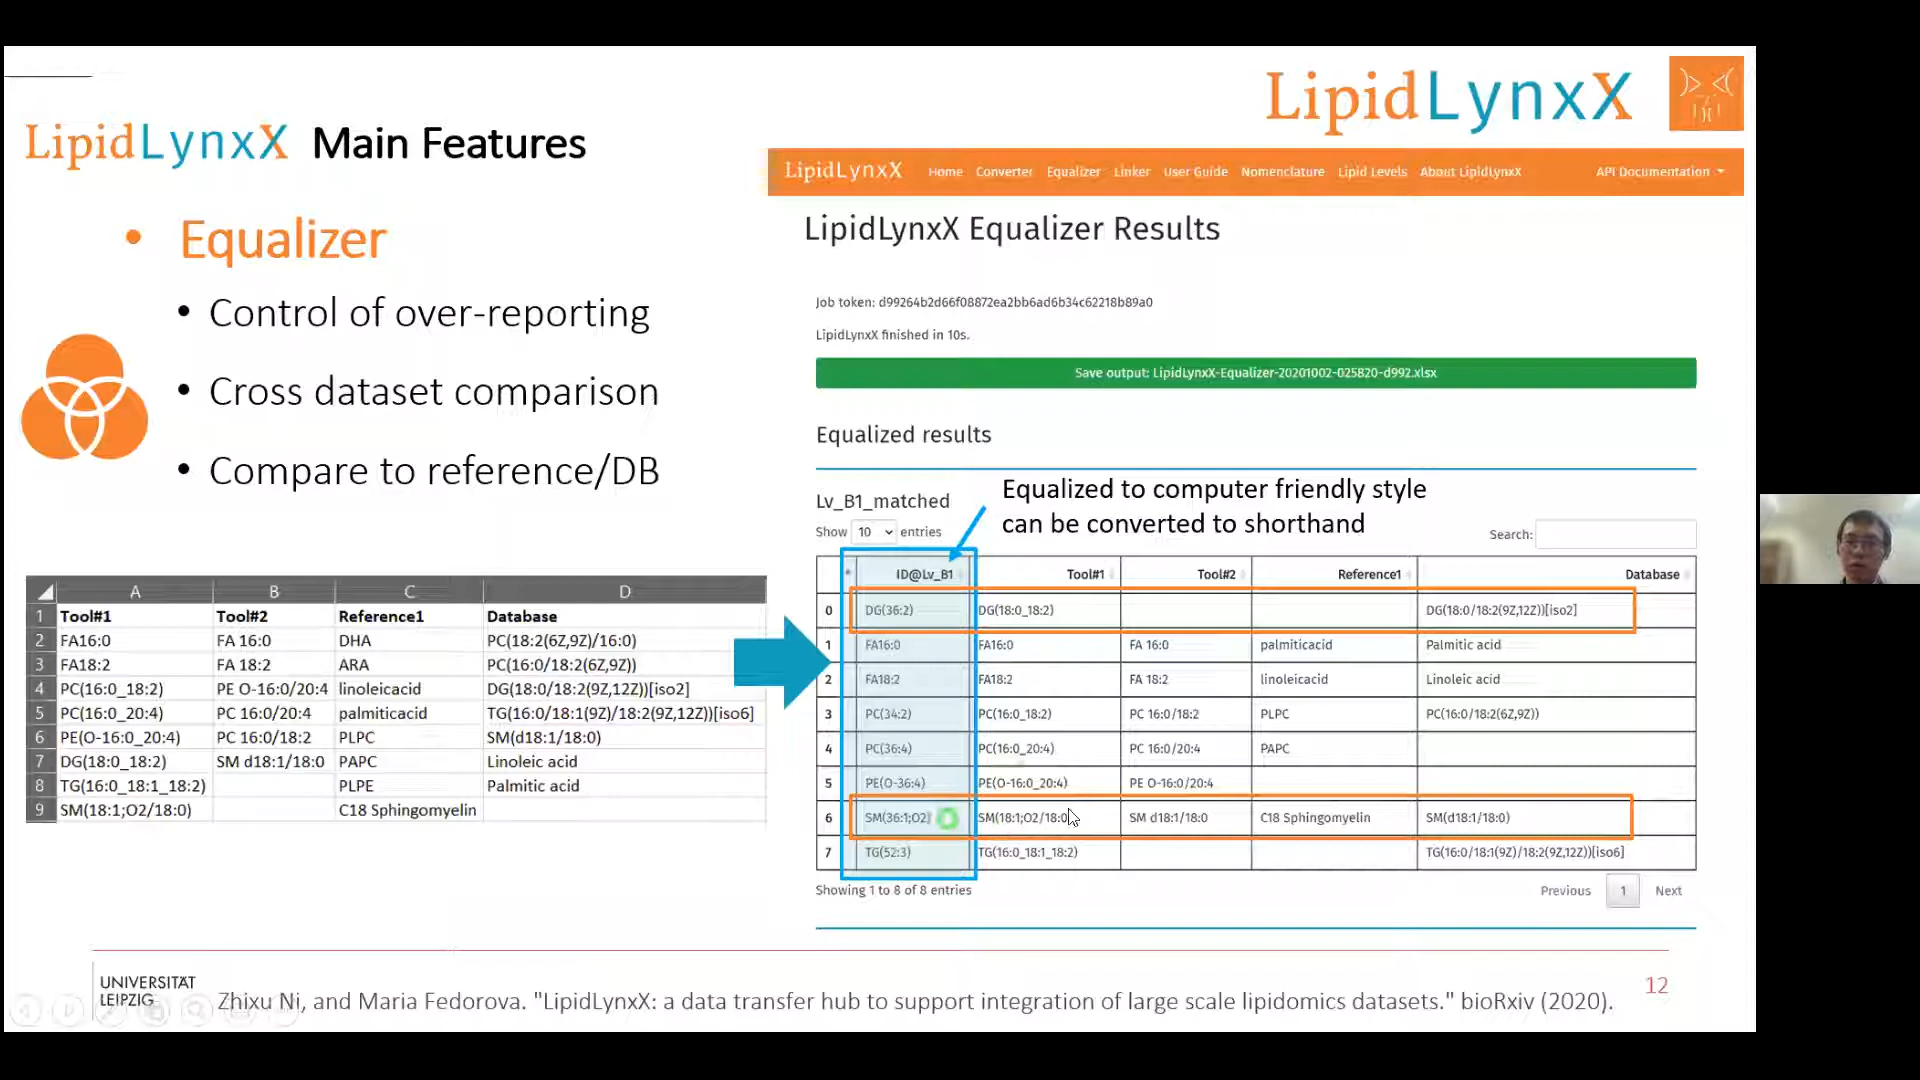 LipidLynxX
LipidLynxX Main Features
• Equalizer
• Control of over-reporting
• Cross dataset comparison
• Compare to reference/DB
A B C D
1 Tool#1 Tool#2 Reference1 Database
2 FA16:0 FA 16:0 DHA PC(18:2(6Z,9Z)/16:0)
3 FA18:2 FA 18:2 ARA PC(16:0/18:2(6Z,9Z))
4 PC(16:0_18:2) PE O-16:0/20:4 linoleicacid DG(18:0/18:2(9Z,12Z))[iso2]
5 PC(16:0_20:4) PC 16:0/20:4 palmiticacid TG(16:0/18:1(9Z)/18:2(9Z,12Z))[iso6]
6 PE(O-16:0_20:4) PC 16:0/18:2 PLPC SM(d18:1/18:0)
7 DG(18:0_18:2) SM d18:1/18:0 PAPC Linoleic acid
8 TG(16:0_18:1_18:2) PLPE Palmitic acid
9 SM(18:1;O2/18:0) C18 Sphingomyelin
LipidLynxX Home Converter Equalizer Linker User Guide Nomenclature Lipid Levels About LipidLynxX API Documentation
LipidLynxX Equalizer Results
Job token: d99264b2d66f08872ea2bb6ad6b34c62218b89a0
LipidLynxX finished in 10s.
Save output: LipidLynxX-Equalizer-20201002-025820-d992.xlsx
Equalized results
Lv_B1_matched
Equalized to computer friendly style
can be converted to shorthand
Show 10 entries Search:
ID@Lv_B1 Tool#1 Tool#2 Reference1 Database
0 DG(36:2) DG(18:0_18:2) DG(18:0/18:2(9Z,12Z))[iso2]
1 FA16:0 FA16:0 FA 16:0 palmiticacid Palmitic acid
2 FA18:2 FA18:2 FA 18:2 linoleicacid Linoleic acid
3 PC(34:2) PC(16:0_18:2) PC 16:0/18:2 PLPC PC(16:0/18:2(6Z,9Z))
4 PC(36:4) PC(16:0_20:4) PC 16:0/20:4 PAPC
5 PE(O-36:4) PE(O-16:0_20:4) PE O-16:0/20:4
6 SM(36:1;O2) SM(18:1;O2/18:0) SM d18:1/18:0 C18 Sphingomyelin SM(d18:1/18:0)
7 TG(52:3) TG(16:0_18:1_18:2) TG(16:0/18:1(9Z)/18:2(9Z,12Z))[iso6]
Showing 1 to 8 of 8 entries Previous 1 Next
UNIVERSITÄT
LEIPZIG
Zhixu Ni, and Maria Fedorova. "LipidLynxX: a data transfer hub to support integration of large scale lipidomics datasets." bioRxiv (2020).
12